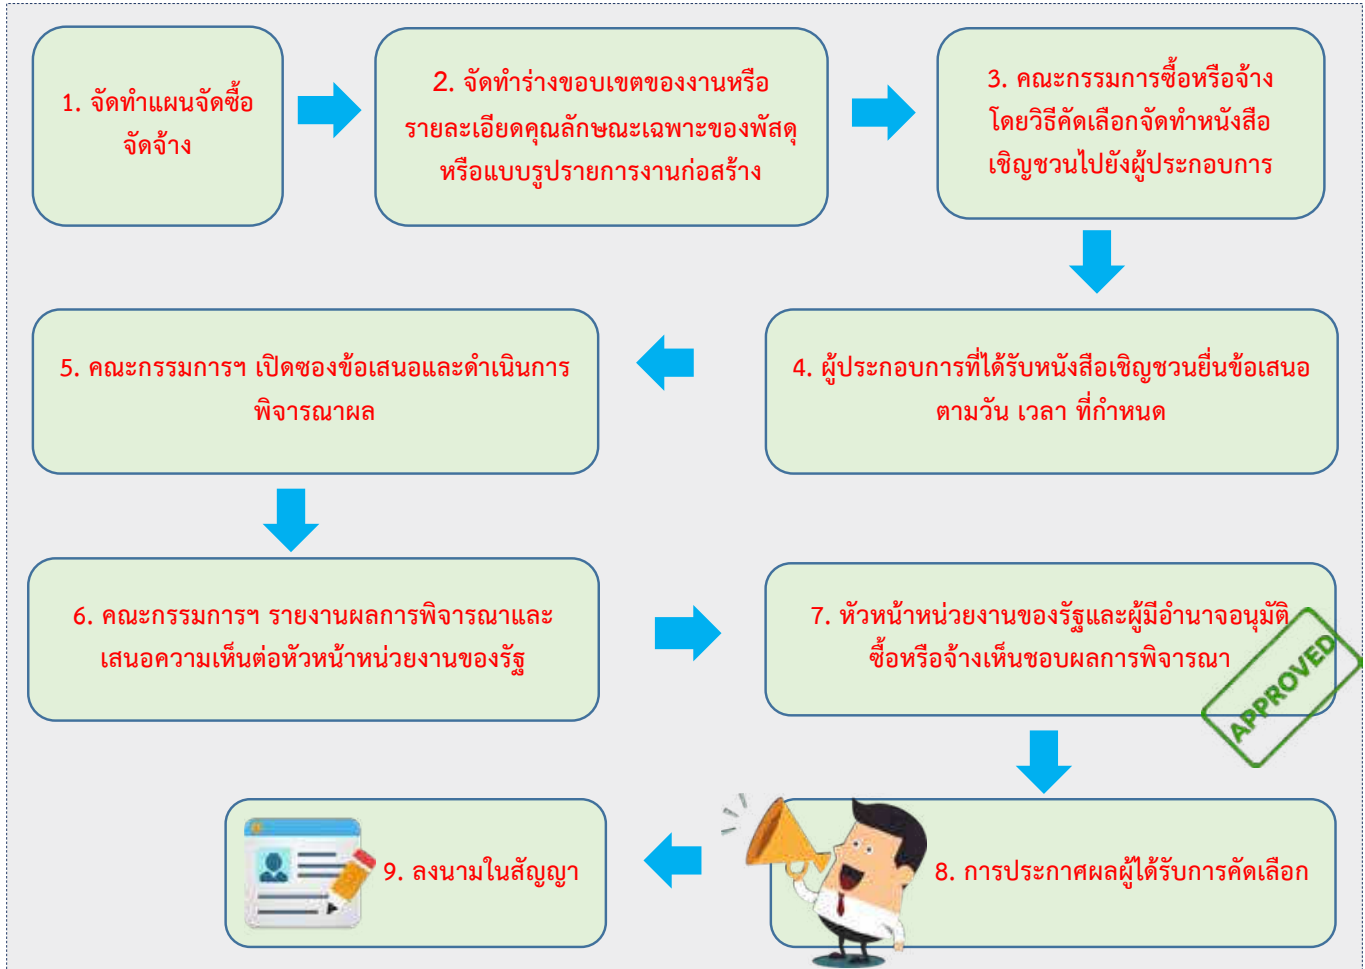 1. จัดทำแผนจัดซื้อ
จัดจ้าง
2. จัดทำร่างขอบเขตของงานหรือ
รายละเอียดคุณลักษณะเฉพาะของพัสดุ
หรือแบบรูปรายการงานก่อสร้าง
3. คณะกรรมการซื้อหรือจ้าง
โดยวิธีคัดเลือกจัดทำหนังสือ
เชิญชวนไปยังผู้ประกอบการ
4. ผู้ประกอบการที่ได้รับหนังสือเชิญชวนยื่นข้อเสนอ
ตามวัน เวลา ที่กำหนด
5. คณะกรรมการฯ เปิดซองข้อเสนอและดำเนินการ
พิจารณาผล
6. คณะกรรมการฯ รายงานผลการพิจารณาและ
เสนอความเห็นต่อหัวหน้าหน่วยงานของรัฐ
7. หัวหน้าหน่วยงานของรัฐและผู้มีอำนาจอนุมัติ
ซื้อหรือจ้างเห็นชอบผลการพิจารณา
APPROVED
8. การประกาศผลผู้ได้รับการคัดเลือก
9. ลงนามในสัญญา